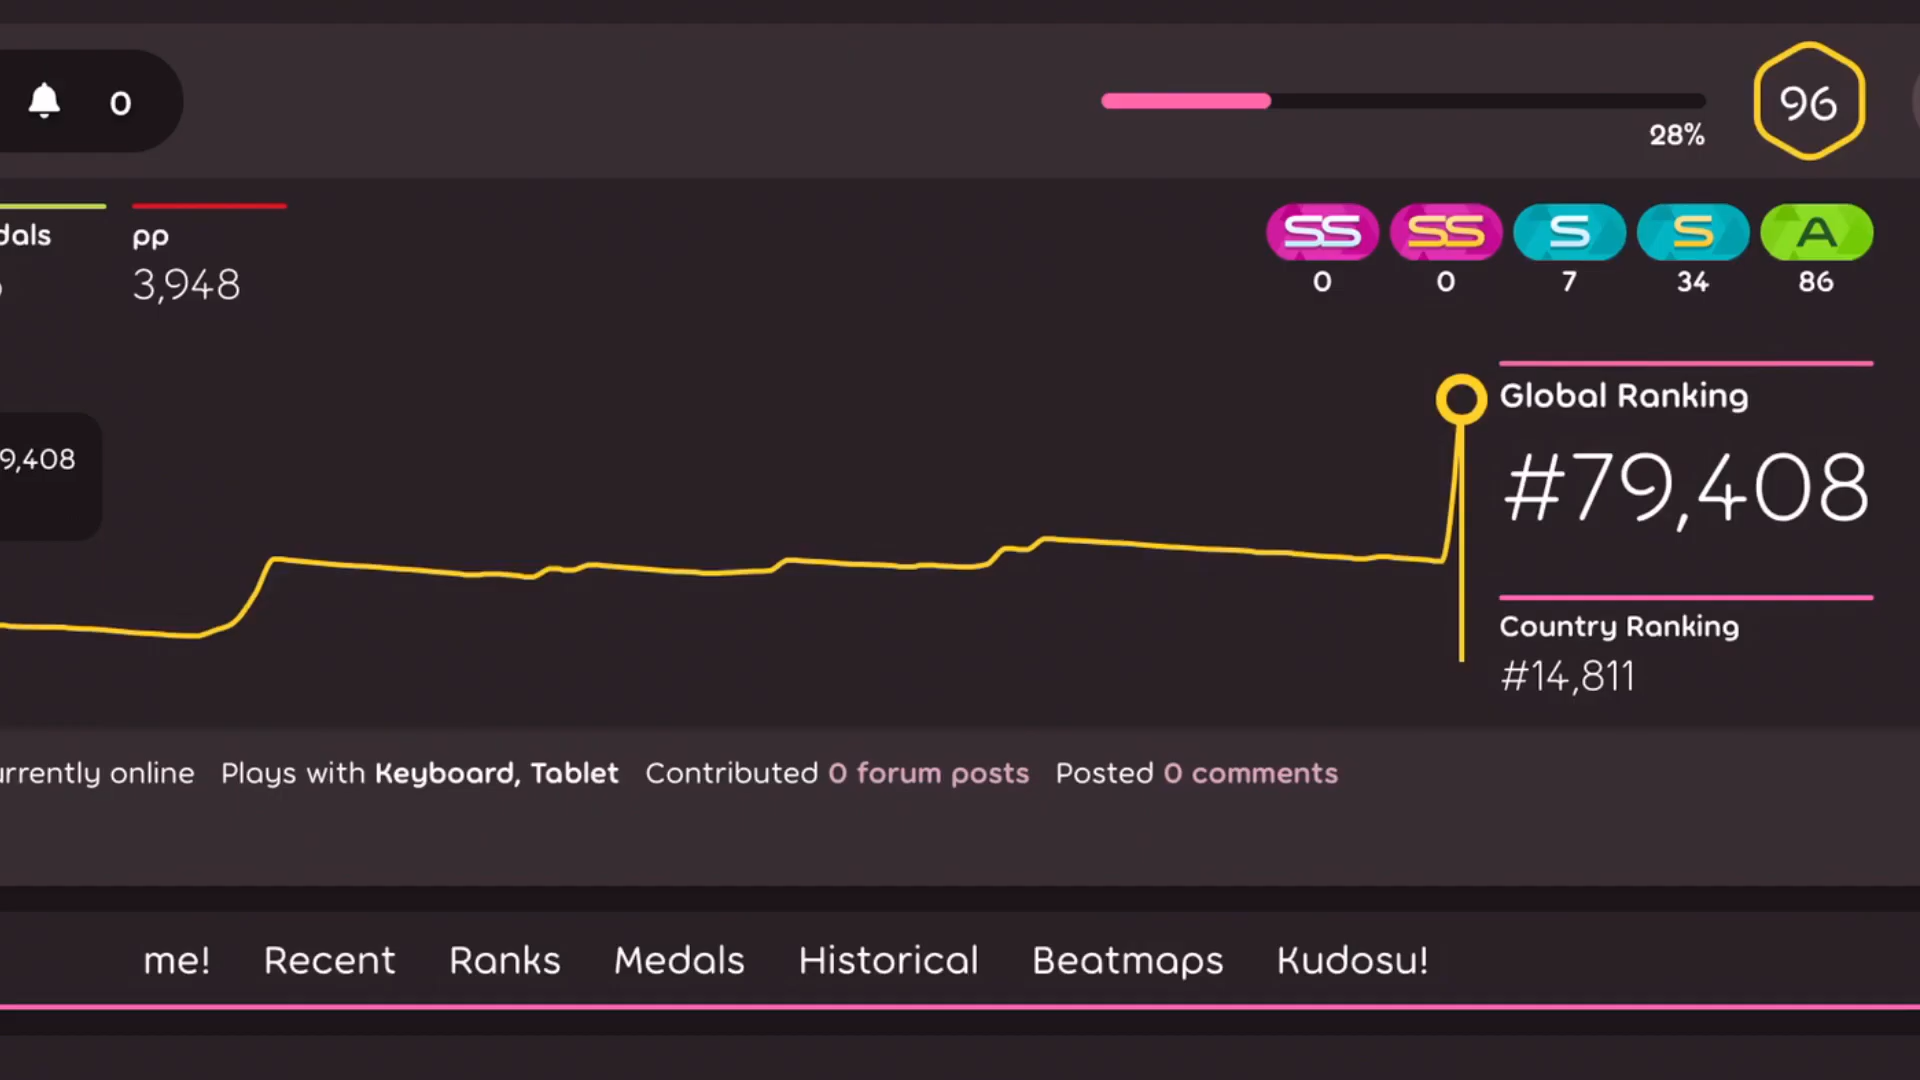 0
28%
96
dals
pp
3,948
SS SS S S A
0 0 7 34 86
Global Ranking
#79,408
9,408
Country Ranking
#14,811
urrently online Plays with Keyboard, Tablet Contributed 0 forum posts Posted 0 comments
me! Recent Ranks Medals Historical Beatmaps Kudosu!